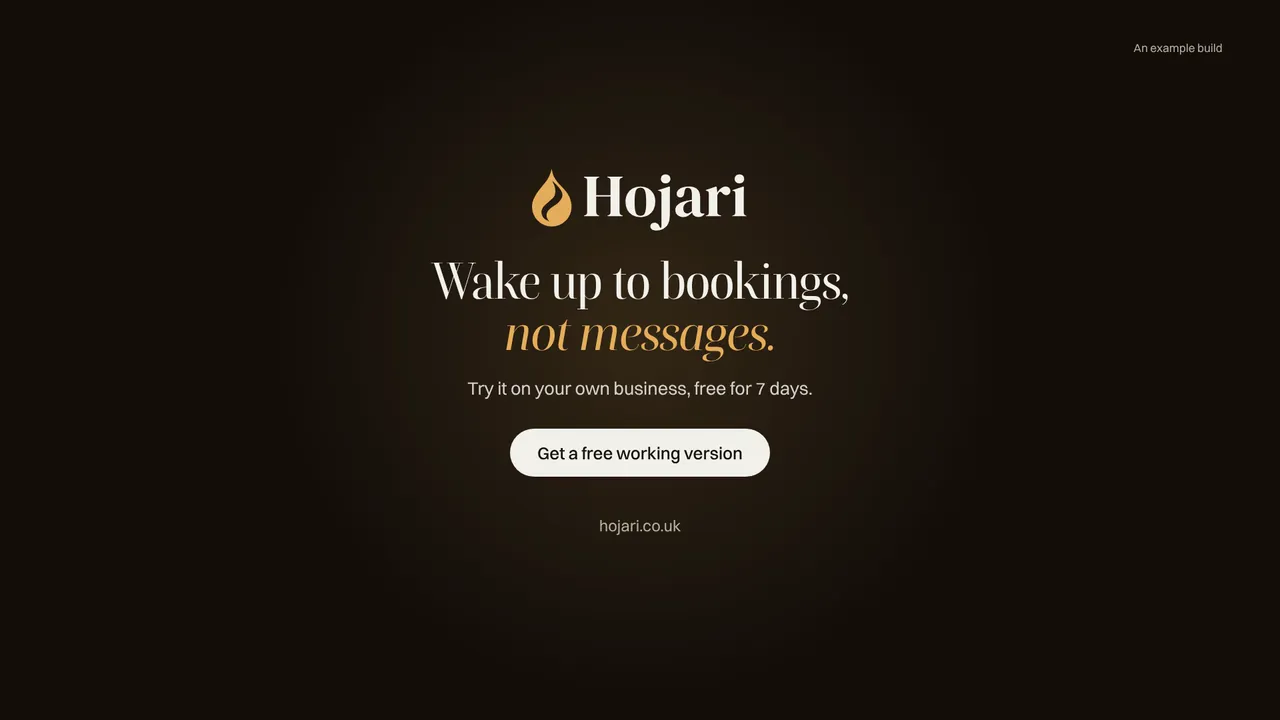 An example build
Hojari
Wake up to bookings,
not messages.
Try it on your own business, free for 7 days.
Get a free working version
hojari.co.uk